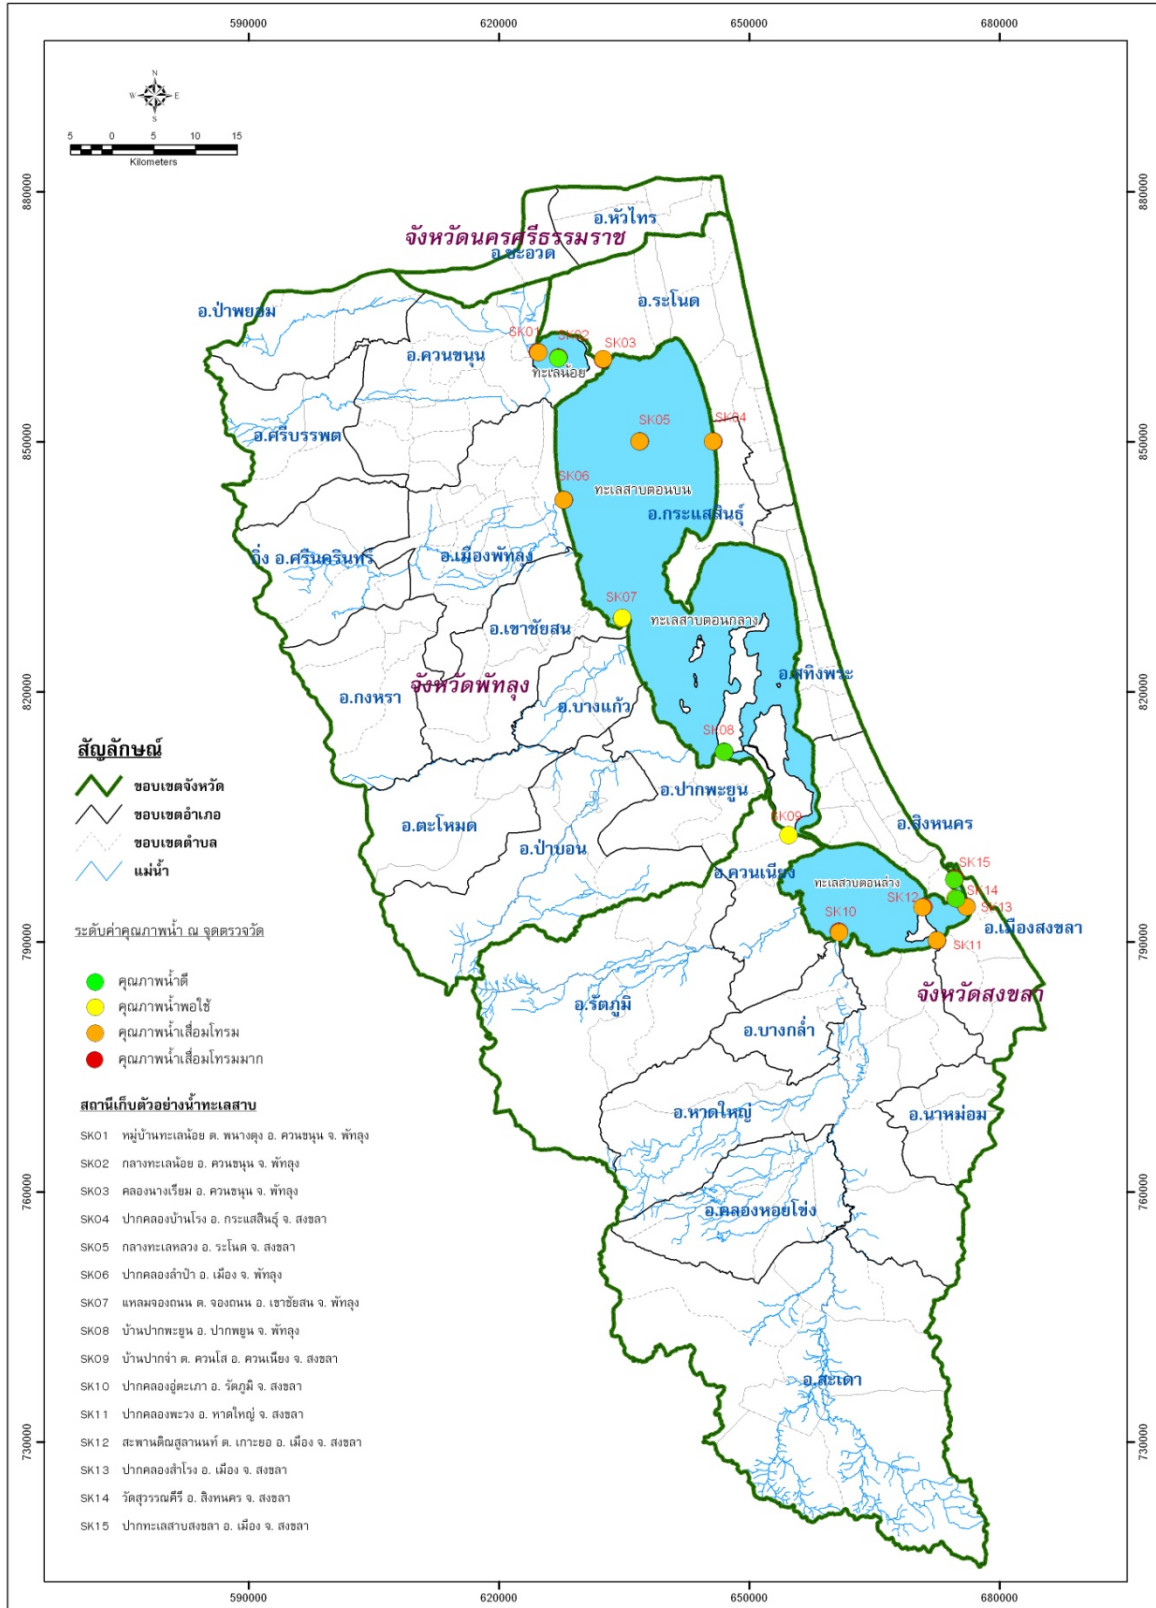 590000 620000 650000 680000
N
W E
S
5 0 5 10 15
Kilometers
880000 880000
อ.หัวไทร
จังหวัดนครศรีธรรมราช
อ.ชะอวด
อ.ป่าพยอม
อ.ระโนด
SK01 SK02 SK03
อ.ควนขนุน
ทะเลน้อย
850000 850000
อ.ศรีบรรพต
SK05 SK04
SK06
ทะเลสาบตอนบน
อ.กระแสสินธุ์
กิ่ง อ.ศรีนครินทร์
อ.เมืองพัทลุง
SK07
ทะเลสาบตอนกลาง
อ.เขาชัยสน
อ.สทิงพระ
จังหวัดพัทลุง
อ.กงหรา
820000 820000
อ.บางแก้ว
SK08
อ.ปากพะยูน
อ.ตะโหมด
SK09
อ.สิงหนคร
อ.ป่าบอน
อ.ควนเนียง
SK15
ทะเลสาบตอนล่าง
SK14
SK12 SK13
SK10
อ.เมืองสงขลา
790000 790000
SK11
จังหวัดสงขลา
อ.รัตภูมิ
อ.บางกล่ำ
อ.หาดใหญ่
อ.นาหม่อม
760000 760000
อ.คลองหอยโข่ง
อ.สะเดา
730000 730000
สัญลักษณ์
ขอบเขตจังหวัด
ขอบเขตอำเภอ
ขอบเขตตำบล
แม่น้ำ
ระดับค่าคุณภาพน้ำ ณ จุดตรวจวัด
คุณภาพน้ำดี
คุณภาพน้ำพอใช้
คุณภาพน้ำเสื่อมโทรม
คุณภาพน้ำเสื่อมโทรมมาก
สถานีเก็บตัวอย่างน้ำทะเลสาบ
SK01 หมู่บ้านทะเลน้อย ต. พนางตุง อ. ควนขนุน จ. พัทลุง
SK02 กลางทะเลน้อย อ. ควนขนุน จ. พัทลุง
SK03 คลองนางเรียม อ. ควนขนุน จ. พัทลุง
SK04 ปากคลองบ้านโรง อ. กระแสสินธุ์ จ. สงขลา
SK05 กลางทะเลหลวง อ. ระโนด จ. สงขลา
SK06 ปากคลองลำปำ อ. เมือง จ. พัทลุง
SK07 แหลมจองถนน ต. จองถนน อ. เขาชัยสน จ. พัทลุง
SK08 บ้านปากพะยูน อ. ปากพยูน จ. พัทลุง
SK09 บ้านปากจ่า ต. ควนโส อ. ควนเนียง จ. สงขลา
SK10 ปากคลองอู่ตะเภา อ. รัตภูมิ จ. สงขลา
SK11 ปากคลองพะวง อ. หาดใหญ่ จ. สงขลา
SK12 สะพานติณสูลานนท์ ต. เกาะยอ อ. เมือง จ. สงขลา
SK13 ปากคลองสำโรง อ. เมือง จ. สงขลา
SK14 วัดสุวรรณคีรี อ. สิงหนคร จ. สงขลา
SK15 ปากทะเลสาบสงขลา อ. เมือง จ. สงขลา
590000 620000 650000 680000